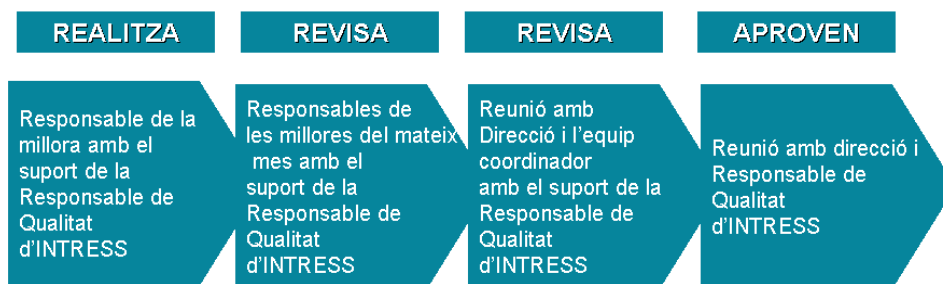 REALITZA
Responsable de la
millora amb el
suport de la
Responsable de
Qualitat
d'INTRESS
REVISA
Responsables de
les millores del mateix
mes amb el
suport de la
Responsable de
Qualitat
d'INTRESS
REVISA
Reunió amb
Direcció i l'equip
coordinador
amb el suport de la
Responsable de
Qualitat
d'INTRESS
APROVEN
Reunió amb direcció i
Responsable de
Qualitat
d'INTRESS